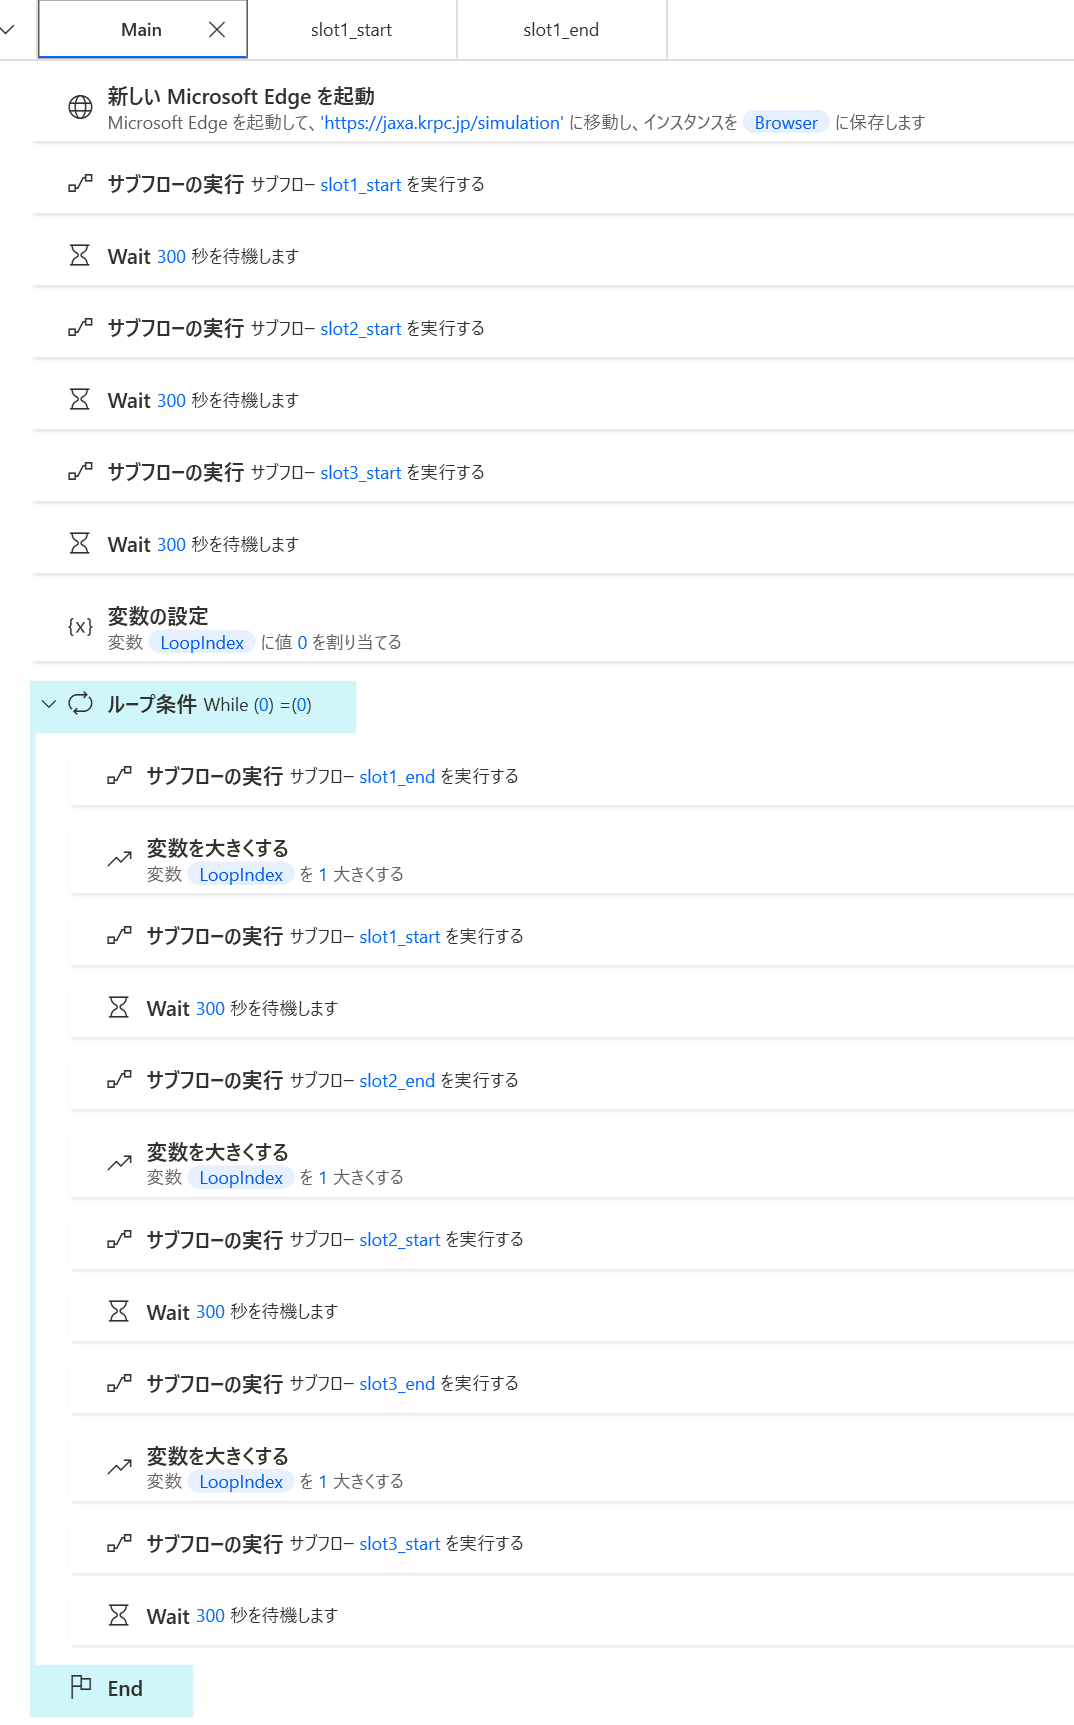 Main
slot1_start
slot1_end
新しい Microsoft Edge を起動
Microsoft Edge を起動して、'https://jaxa.krpc.jp/simulation' に移動し、インスタンスを Browser に保存します
サブフローの実行 サブフロー slot1_start を実行する
Wait 300 秒を待機します
サブフローの実行 サブフロー slot2_start を実行する
Wait 300 秒を待機します
サブフローの実行 サブフロー slot3_start を実行する
Wait 300 秒を待機します
{x} 変数の設定
変数 LoopIndex に値 0 を割り当てる
ループ条件 While (0) =(0)
サブフローの実行 サブフロー slot1_end を実行する
変数を大きくする
変数 LoopIndex を 1 大きくする
サブフローの実行 サブフロー slot1_start を実行する
Wait 300 秒を待機します
サブフローの実行 サブフロー slot2_end を実行する
変数を大きくする
変数 LoopIndex を 1 大きくする
サブフローの実行 サブフロー slot2_start を実行する
Wait 300 秒を待機します
サブフローの実行 サブフロー slot3_end を実行する
変数を大きくする
変数 LoopIndex を 1 大きくする
サブフローの実行 サブフロー slot3_start を実行する
Wait 300 秒を待機します
End